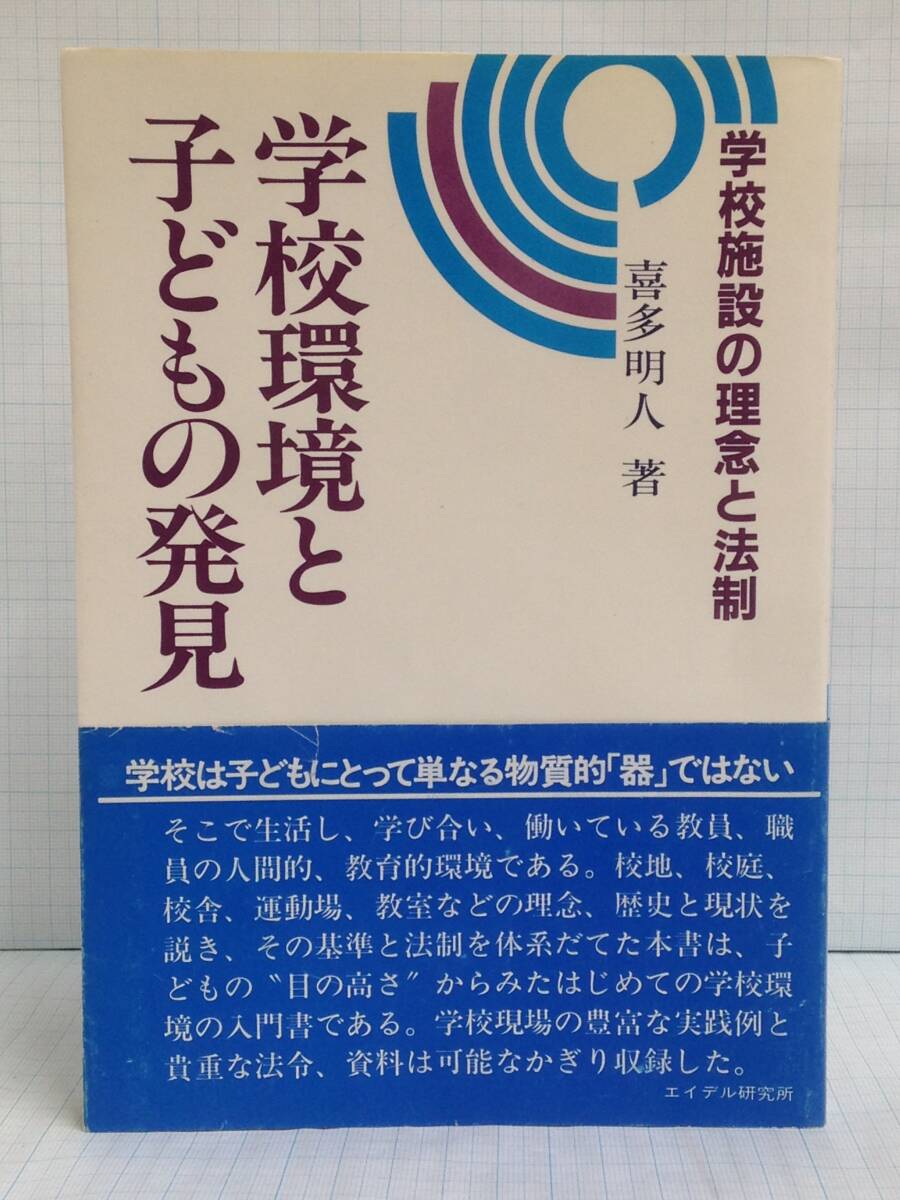 学校施設の理念と法制
喜多明人 著
学校環境と
子どもの発見
学校は子どもにとって単なる物質的「器」ではない
そこで生活し、学び合い、働いている教員、職
員の人間的、教育的環境である。校地、校庭、
校舎、運動場、教室などの理念、歴史と現状を
説き、その基準と法制を体系だてた本書は、子
どもの〝目の高さ〟からみたはじめての学校環
境の入門書である。学校現場の豊富な実践例と
貴重な法令、資料は可能なかぎり収録した。
エイデル研究所